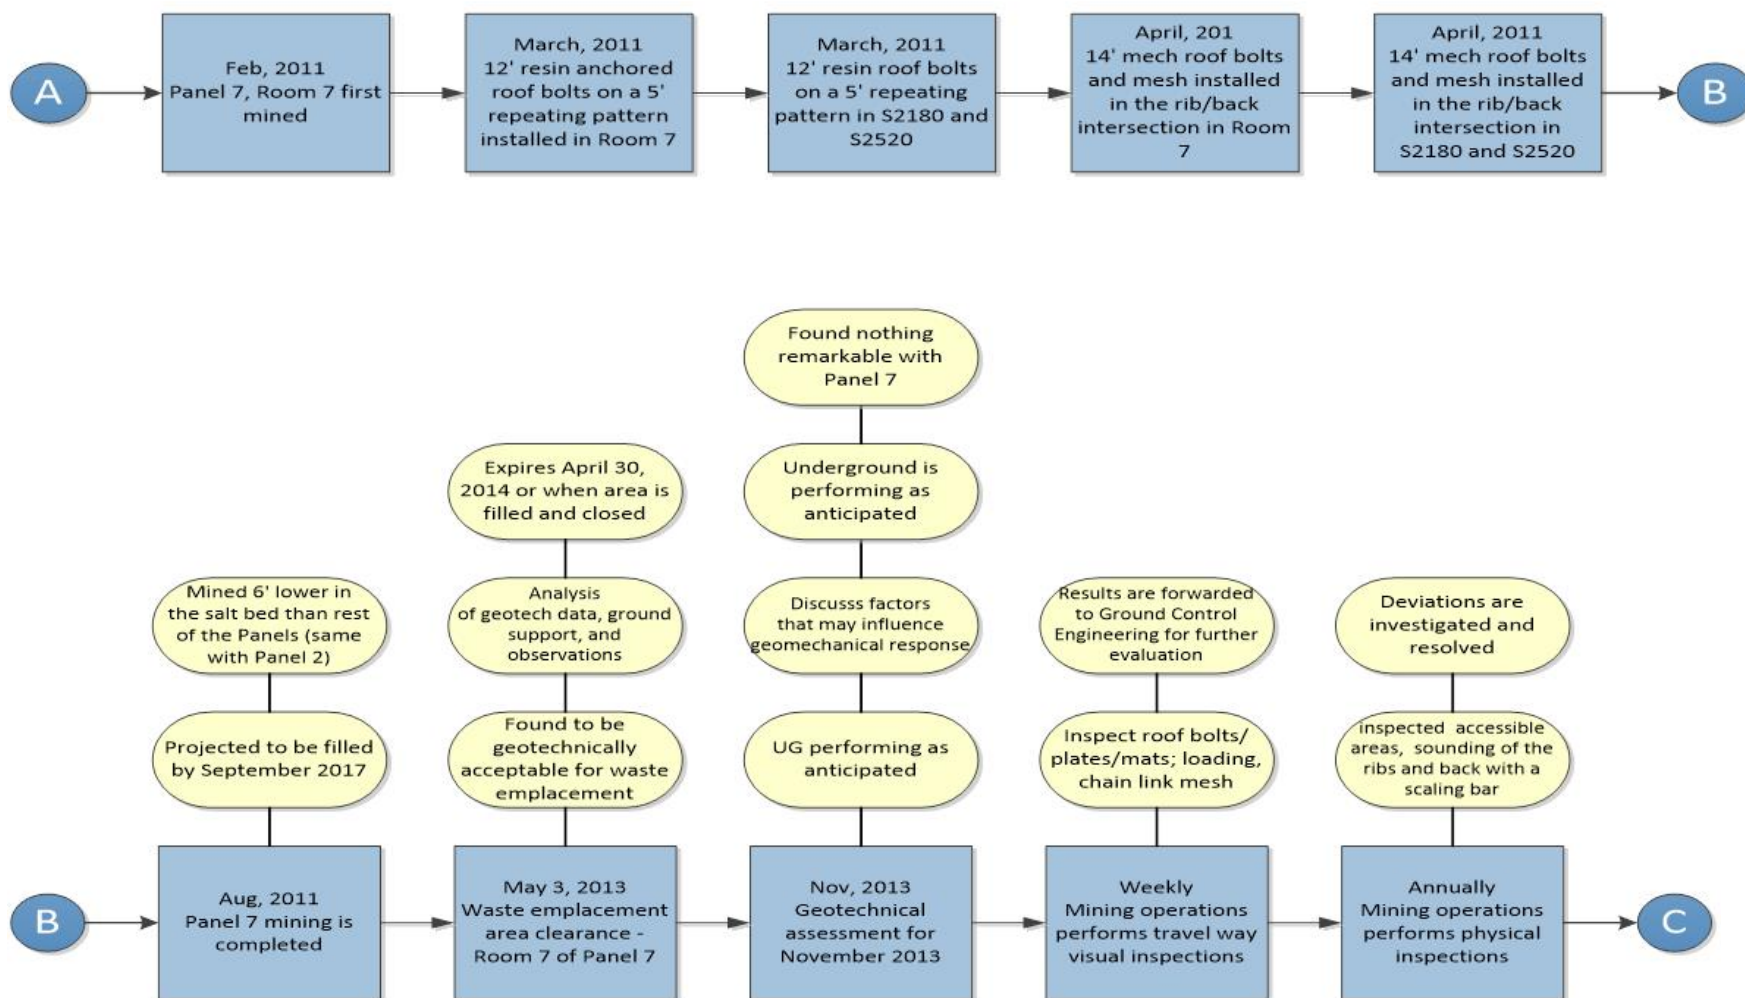 A
Feb, 2011
Panel 7, Room 7 first
mined
March, 2011
12' resin anchored
roof bolts on a 5'
repeating pattern
installed in Room 7
March, 2011
12' resin roof bolts
on a 5' repeating
pattern in S2180 and
S2520
April, 201
14' mech roof bolts
and mesh installed
in the rib/back
intersection in Room
7
April, 2011
14' mech roof bolts
and mesh installed
in the rib/back
intersection in
S2180 and S2520
B
Found nothing
remarkable with
Panel 7
Expires April 30,
2014 or when area is
filled and closed
Underground is
performing as
anticipated
Mined 6' lower in
the salt bed than rest
of the Panels (same
with Panel 2)
Analysis
of geotech data, ground
support, and
observations
Discusss factors
that may influence
geomechanical response
Results are forwarded
to Ground Control
Engineering for further
evaluation
Deviations are
investigated and
resolved
Projected to be filled
by September 2017
Found to be
geotechnically
acceptable for waste
emplacement
UG performing as
anticipated
Inspect roof bolts/
plates/mats; loading,
chain link mesh
inspected accessible
areas, sounding of the
ribs and back with a
scaling bar
B
Aug, 2011
Panel 7 mining is
completed
May 3, 2013
Waste emplacement
area clearance -
Room 7 of Panel 7
Nov, 2013
Geotechnical
assessment for
November 2013
Weekly
Mining operations
performs travel way
visual inspections
Annually
Mining operations
performs physical
inspections
C